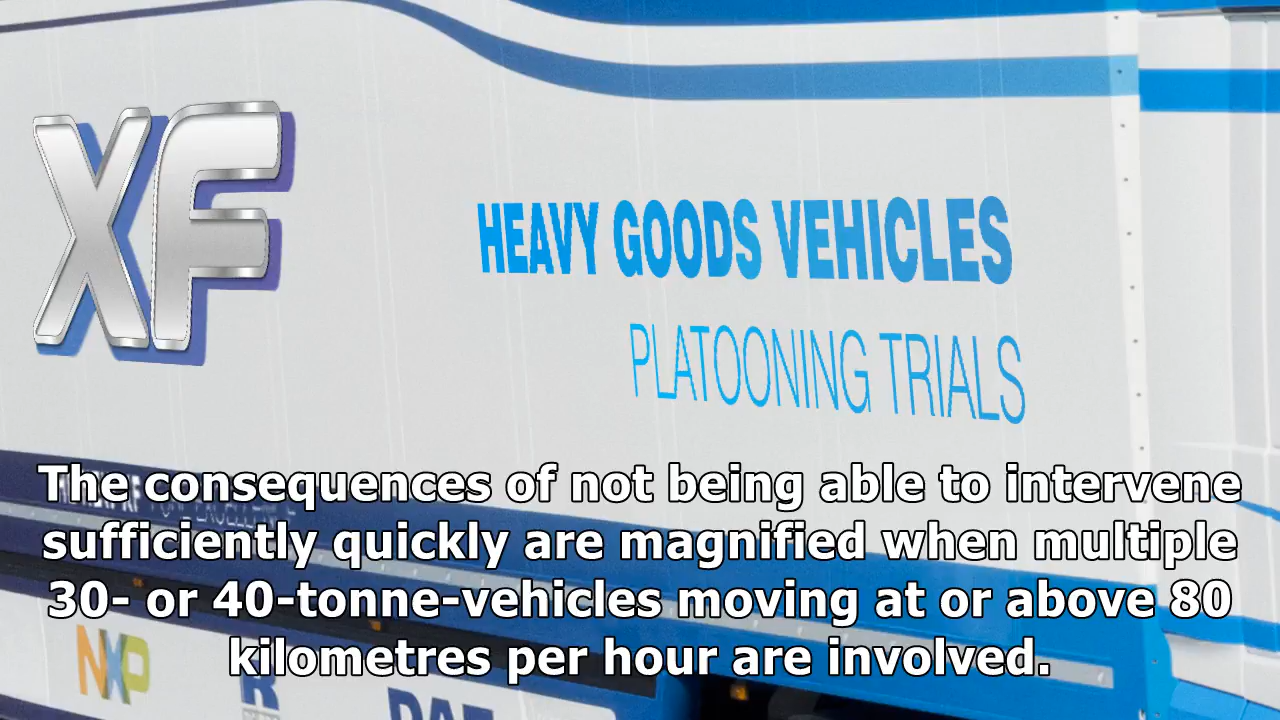 XF
HEAVY GOODS VEHICLES
PLATOONING TRIALS
The consequences of not being able to intervene
sufficiently quickly are magnified when multiple
30- or 40-tonne-vehicles moving at or above 80
kilometres per hour are involved.
NXP
DAF